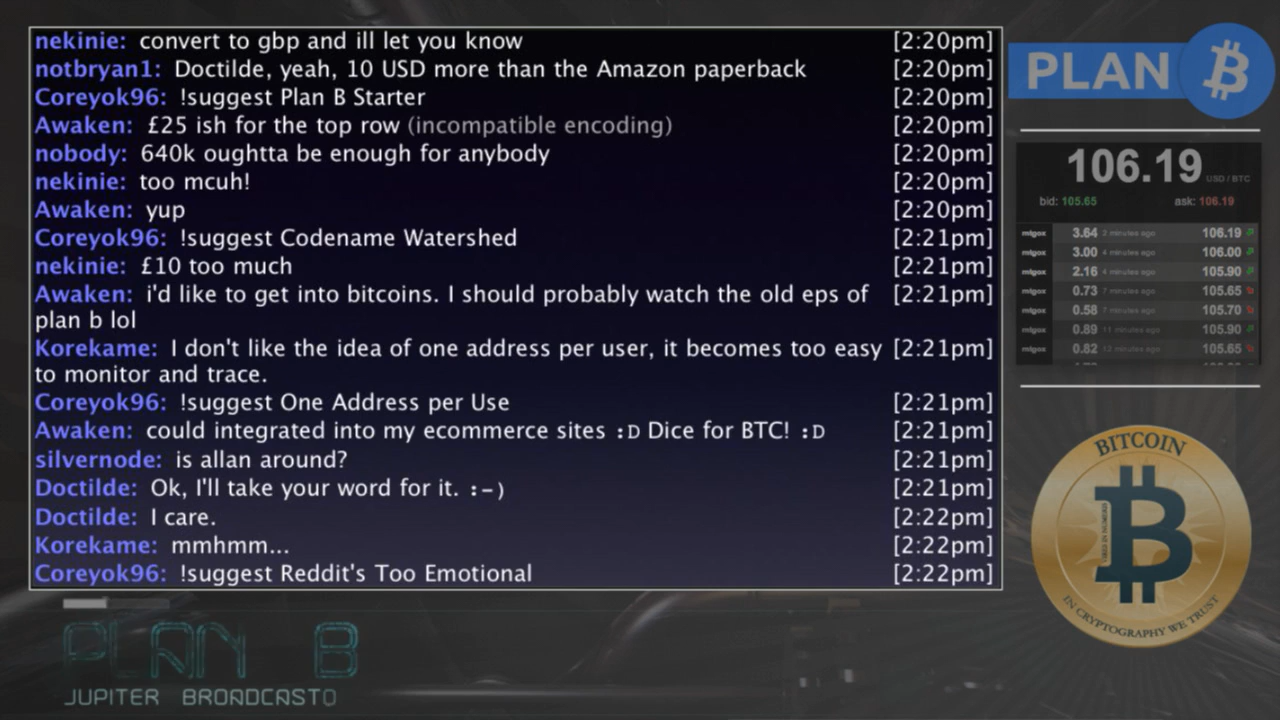 nekinie: convert to gbp and ill let you know [2:20pm]
notbryan1: Doctilde, yeah, 10 USD more than the Amazon paperback [2:20pm]
Coreyok96: !suggest Plan B Starter [2:20pm]
Awaken: £25 ish for the top row (incompatible encoding) [2:20pm]
nobody: 640k oughtta be enough for anybody [2:20pm]
nekinie: too mcuh! [2:20pm]
Awaken: yup [2:20pm]
Coreyok96: !suggest Codename Watershed [2:21pm]
nekinie: £10 too much [2:21pm]
Awaken: i'd like to get into bitcoins. I should probably watch the old eps of [2:21pm]
plan b lol
Korekame: I don't like the idea of one address per user, it becomes too easy [2:21pm]
to monitor and trace.
Coreyok96: !suggest One Address per Use [2:21pm]
Awaken: could integrated into my ecommerce sites :D Dice for BTC! :D [2:21pm]
silvernode: is allan around? [2:21pm]
Doctilde: Ok, I'll take your word for it. :-) [2:21pm]
Doctilde: I care. [2:22pm]
Korekame: mmhmm... [2:22pm]
Coreyok96: !suggest Reddit's Too Emotional [2:22pm]
PLAN B
106.19 USD / BTC
bid: 105.65 ask: 106.19
mtgox 3.64 2 minutes ago 106.19
mtgox 3.00 4 minutes ago 106.00
mtgox 2.16 4 minutes ago 105.90
mtgox 0.73 7 minutes ago 105.65
mtgox 0.58 7 minutes ago 105.70
mtgox 0.89 11 minutes ago 105.90
mtgox 0.82 minutes ago 105.65
BITCOIN
B
IN CRYPTOGRAPHY WE TRUST
PLAN B
JUPITER BROADCASTO